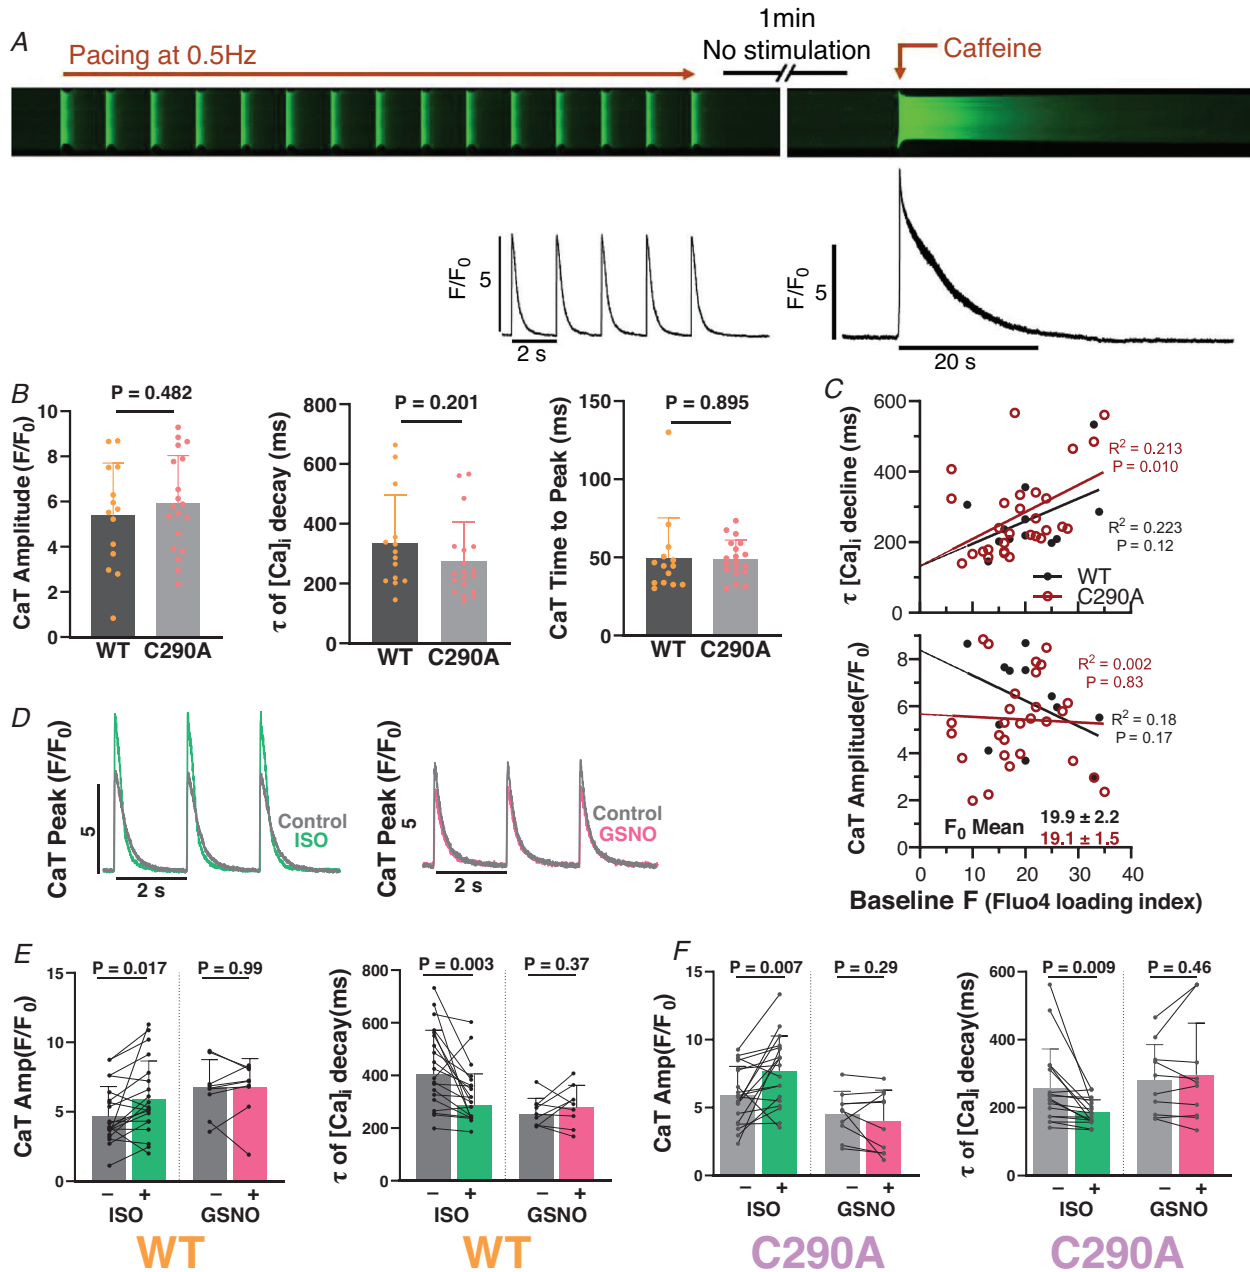 A
Pacing at 0.5Hz
1min
No stimulation
Caffeine
F/F0
5
2 s
F/F0
5
20 s
B
P = 0.482
CaT Amplitude (F/F0)
10
8
6
4
2
0
WT C290A
P = 0.201
τ of [Ca]i decay (ms)
800
600
400
200
0
WT C290A
P = 0.895
CaT Time to Peak (ms)
150
100
50
0
WT C290A
C
τ [Ca]i decline (ms)
600
400
200
0
R2 = 0.213
P = 0.010
R2 = 0.223
P = 0.12
WT
C290A
CaT Amplitude(F/F0)
8
6
4
2
0
R2 = 0.002
P = 0.83
R2 = 0.18
P = 0.17
F0 Mean
19.9 ± 2.2
19.1 ± 1.5
0 10 20 30 40
Baseline F (Fluo4 loading index)
D
CaT Peak (F/F0)
5
Control
ISO
2 s
CaT Peak (F/F0)
5
Control
GSNO
2 s
E
P = 0.017
P = 0.99
CaT Amp(F/F0)
15
10
5
0
– +
– +
ISO
GSNO
WT
P = 0.003
P = 0.37
τ of [Ca]i decay(ms)
800
600
400
200
0
– +
– +
ISO
GSNO
WT
F
P = 0.007
P = 0.29
CaT Amp(F/F0)
15
10
5
0
– +
– +
ISO
GSNO
C290A
P = 0.009
P = 0.46
τ of [Ca]i decay(ms)
600
400
200
0
– +
– +
ISO
GSNO
C290A